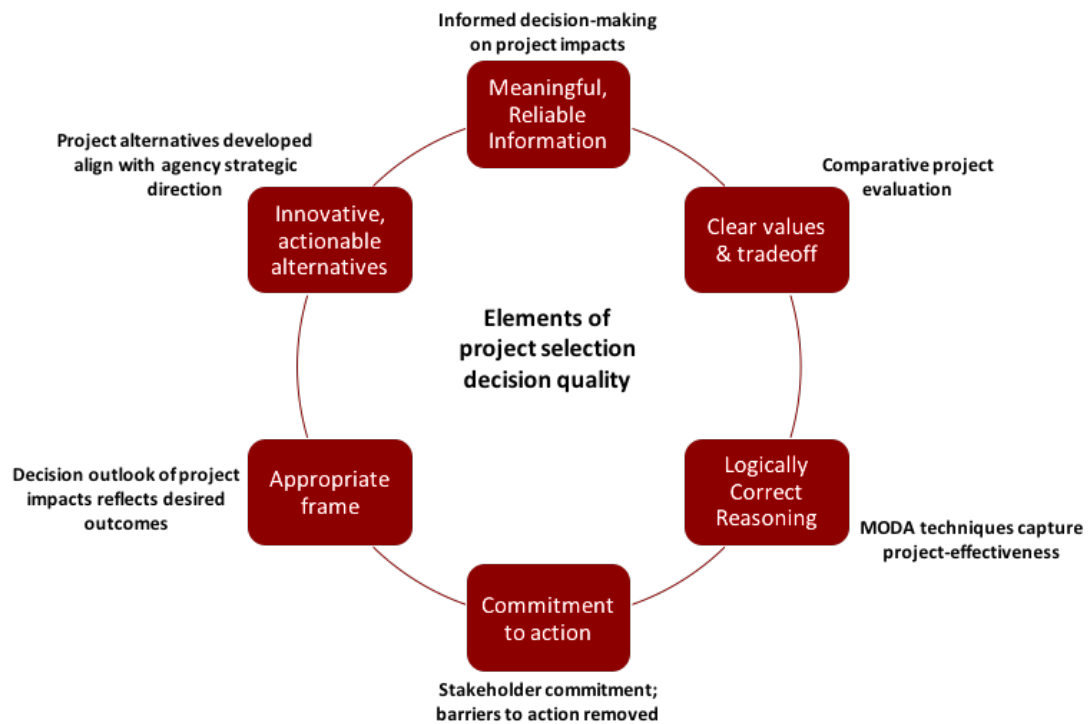 Informed decision-making
on project impacts
Meaningful,
Reliable
Information
Project alternatives developed
align with agency strategic
direction
Innovative,
actionable
alternatives
Comparative project
evaluation
Clear values
& tradeoff
Elements of
project selection
decision quality
Decision outlook of project
impacts reflects desired
outcomes
Appropriate
frame
Logically
Correct
Reasoning
MODA techniques capture
project-effectiveness
Commitment
to action
Stakeholder commitment;
barriers to action removed